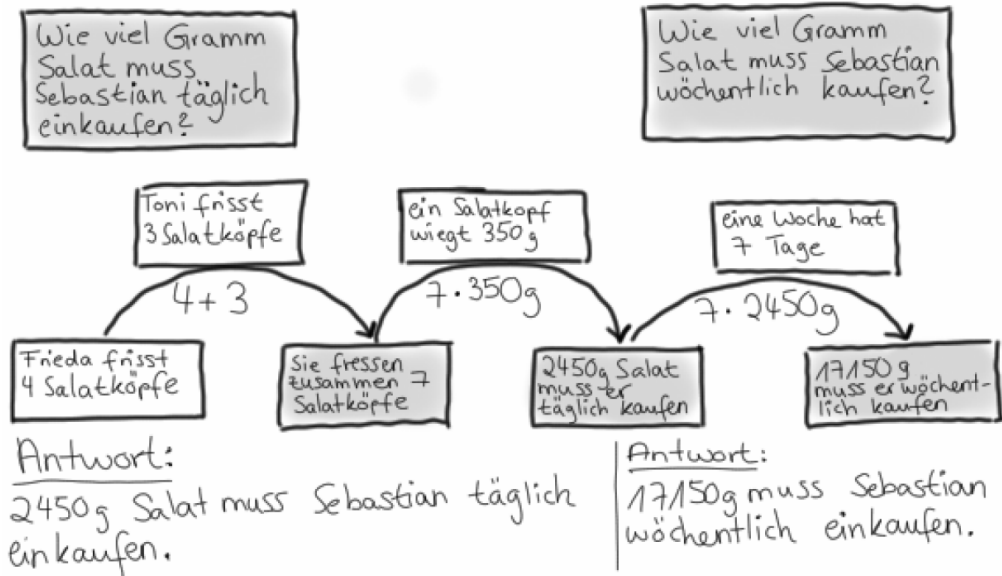 Wie viel Gramm
Salat muss
Sebastian täglich
einkaufen?
Wie viel Gramm
Salat muss Sebastian
wöchentlich kaufen?
Toni frisst
3 Salatköpfe
ein Salatkopf
wiegt 350g
eine Woche hat
7 Tage
4+3
7·350g
7·2450g
Frieda frisst
4 Salatköpfe
Sie fressen
zusammen 7
Salatköpfe
2450g Salat
muss er
täglich kaufen
17150 g
muss er wöchent-
lich kaufen
Antwort:
2450g Salat muss Sebastian täglich
einkaufen.
Antwort:
17150g muss Sebastian
wöchentlich einkaufen.